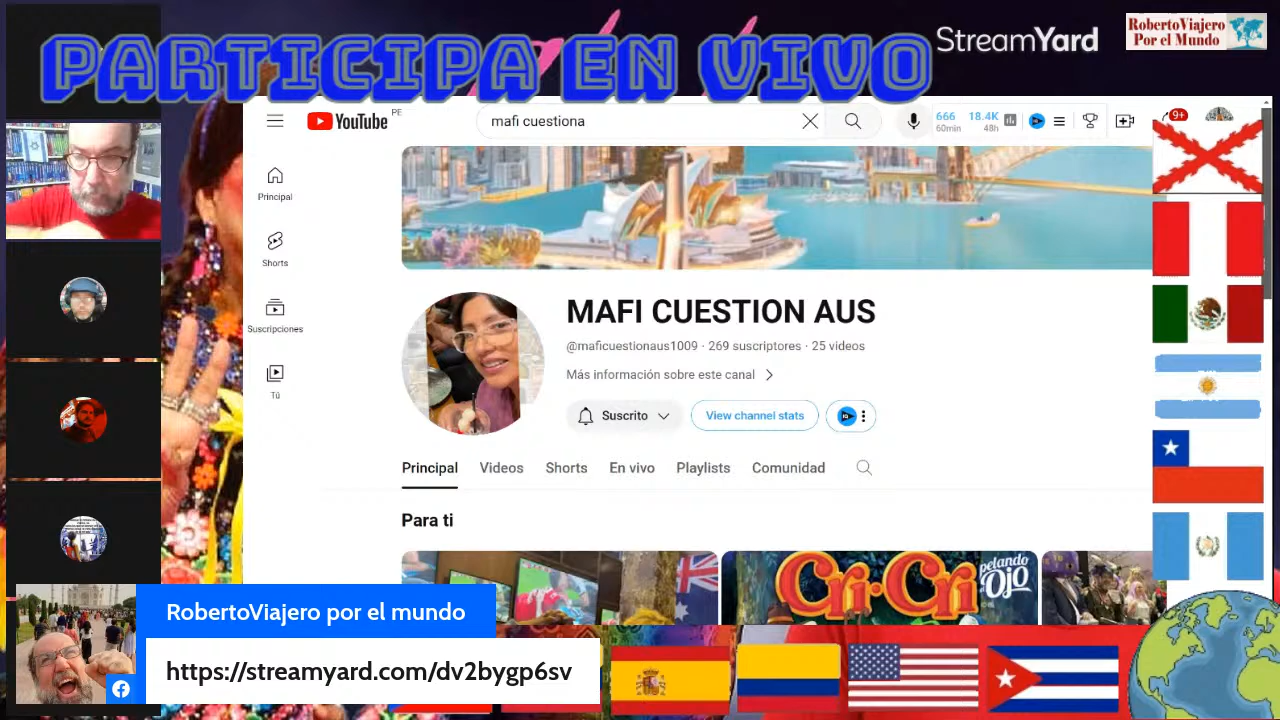 PARTICIPA EN VIVO
StreamYard
RobertoViajero
Por el Mundo
YouTube PE
mafi cuestiona
666
60min
18.4K
48h
9+
Principal
Shorts
Suscripciones
Tú
MAFI CUESTION AUS
@maficuestionaus1009 · 269 suscriptores · 25 videos
Más información sobre este canal
Suscrito
View channel stats
Principal Videos Shorts En vivo Playlists Comunidad
Para ti
Cri-Cri
pelando
Ojo
RobertoViajero por el mundo
https://streamyard.com/dv2bygp6sv